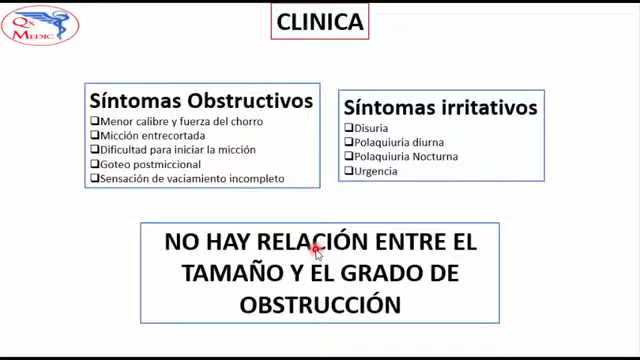 Qx
MEDIC
CLINICA
Síntomas Obstructivos
❑Menor calibre y fuerza del chorro
❑Micción entrecortada
❑Dificultad para iniciar la micción
❑Goteo postmiccional
❑Sensación de vaciamiento incompleto
Síntomas irritativos
❑Disuria
❑Polaquiuria diurna
❑Polaquiuria Nocturna
❑Urgencia
NO HAY RELACIÓN ENTRE EL
TAMAÑO Y EL GRADO DE
OBSTRUCCIÓN